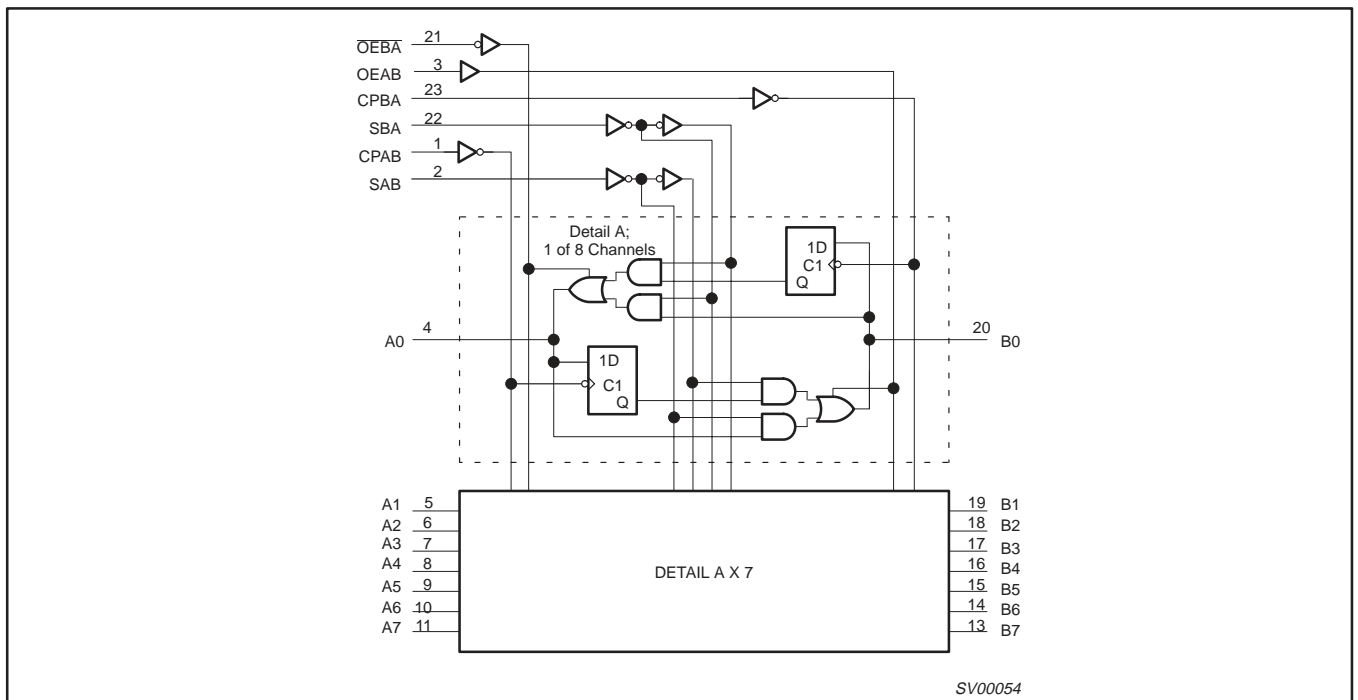 O̅E̅B̅A̅ 21
OEAB 3
CPBA 23
SBA 22
CPAB 1
SAB 2
Detail A;
1 of 8 Channels
1D
C1
Q
A0 4
20 B0
1D
C1
Q
A1 5
A2 6
A3 7
A4 8
A5 9
A6 10
A7 11
DETAIL A X 7
19 B1
18 B2
17 B3
16 B4
15 B5
14 B6
13 B7
SV00054